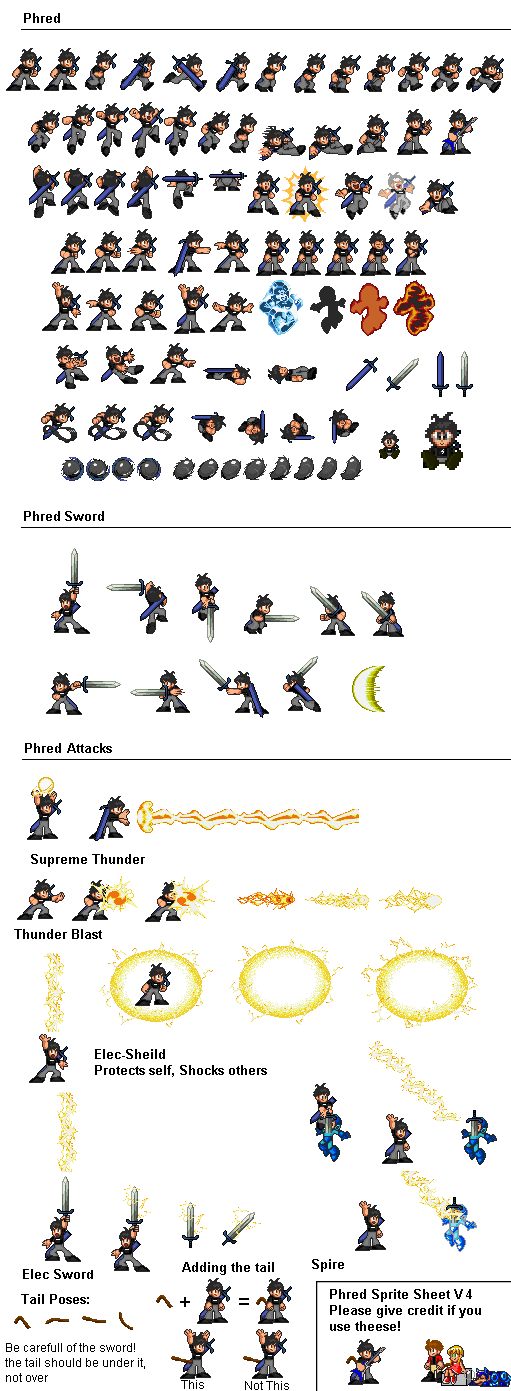 Phred
Phred Sword
Phred Attacks
Supreme Thunder
Thunder Blast
Elec-Sheild
Protects self, Shocks others
Elec Sword
Adding the tail
Spire
Tail Poses:
+
=
Be carefull of the sword!
the tail should be under it,
not over
This
Not This
Phred Sprite Sheet V 4
Please give credit if you
use theese!